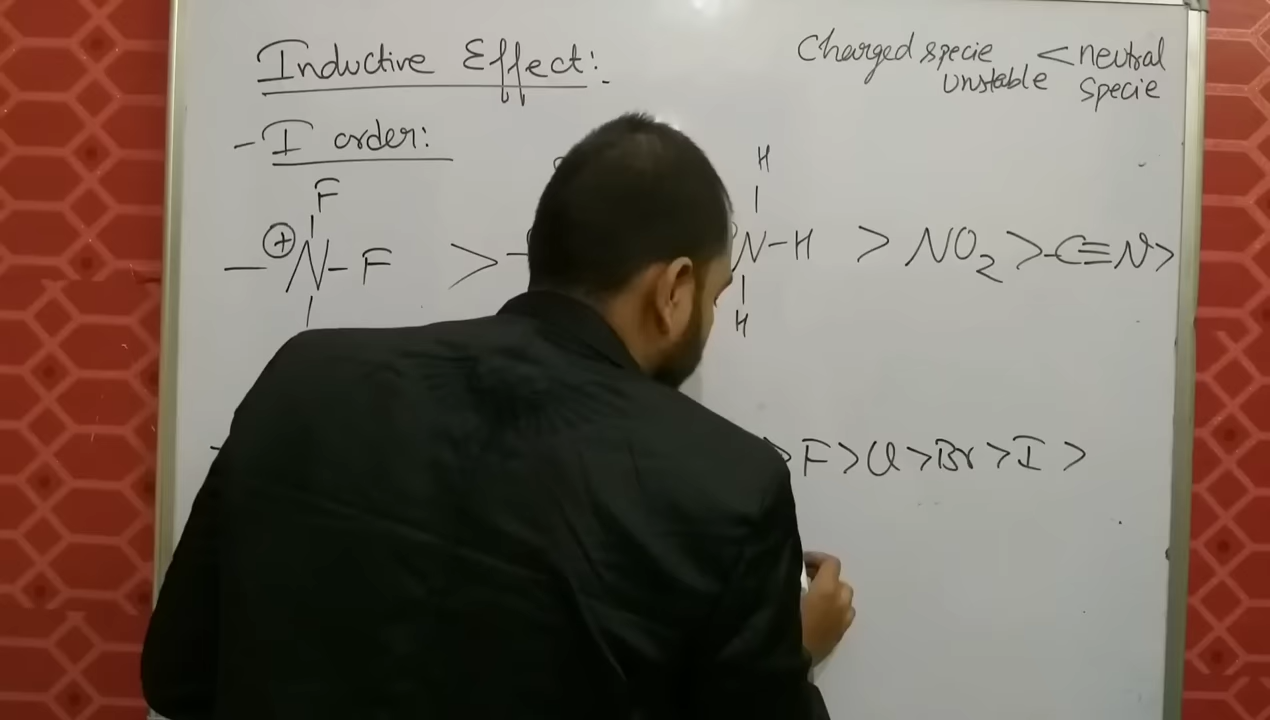 Inductive Effect:-
Charged specie < neutral
unstable specie
-I order:
F H
— ⊕N-F > - N-H > NO₂ > -C≡N >
H
> F > Cl > Br > I >